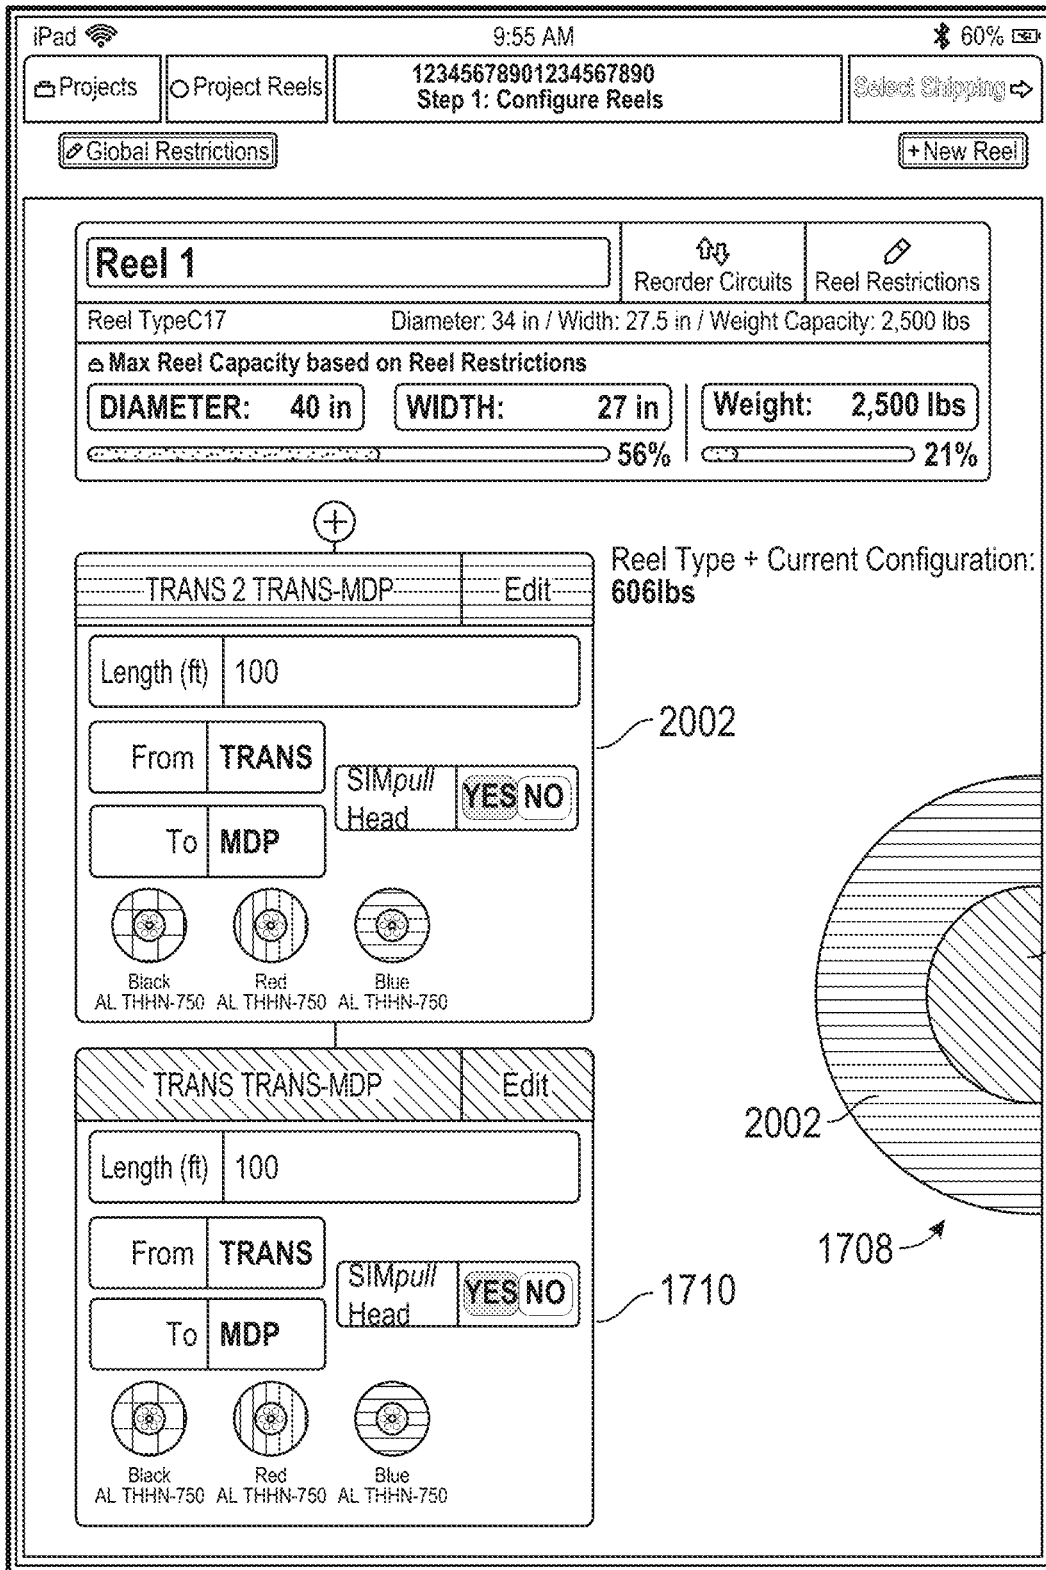 iPad 9:55 AM 60%
Projects Project Reels 12345678901234567890 Select Shipping
Step 1: Configure Reels
Global Restrictions + New Reel
Reel 1 Reorder Circuits Reel Restrictions
Reel TypeC17 Diameter: 34 in / Width: 27.5 in / Weight Capacity: 2,500 lbs
Max Reel Capacity based on Reel Restrictions
DIAMETER: 40 in WIDTH: 27 in Weight: 2,500 lbs
56% 21%
Reel Type + Current Configuration:
606lbs
TRANS 2 TRANS-MDP Edit
Length (ft) 100
2002
From TRANS
SIMpull
Head YES NO
To MDP
Black Red Blue
AL THHN-750 AL THHN-750 AL THHN-750
TRANS TRANS-MDP Edit
2002
Length (ft) 100
1708
From TRANS
SIMpull
Head YES NO
1710
To MDP
Black Red Blue
AL THHN-750 AL THHN-750 AL THHN-750